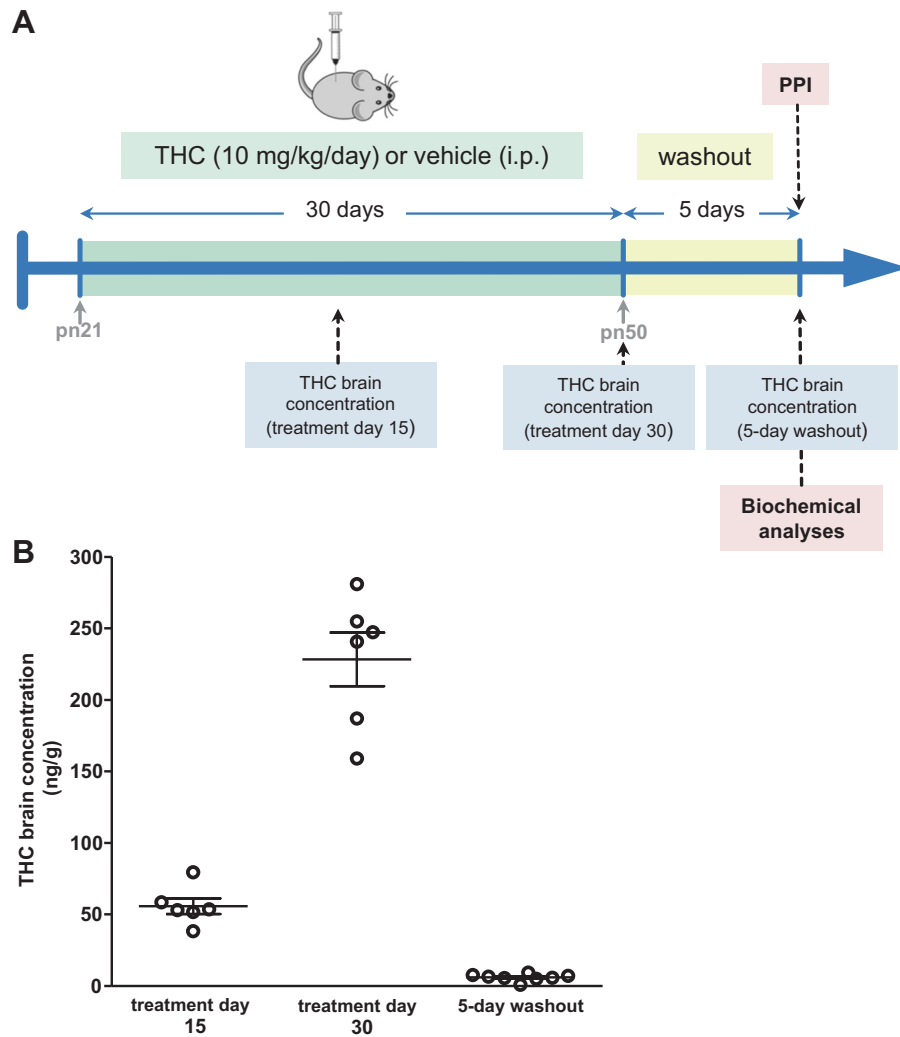 A
PPI
THC (10 mg/kg/day) or vehicle (i.p.)
washout
30 days
5 days
pn21
pn50
THC brain
concentration
(treatment day 15)
THC brain
concentration
(treatment day 30)
THC brain
concentration
(5-day washout)
Biochemical
analyses
B
THC brain concentration
(ng/g)
300
250
200
150
100
50
0
treatment day
15
treatment day
30
5-day washout